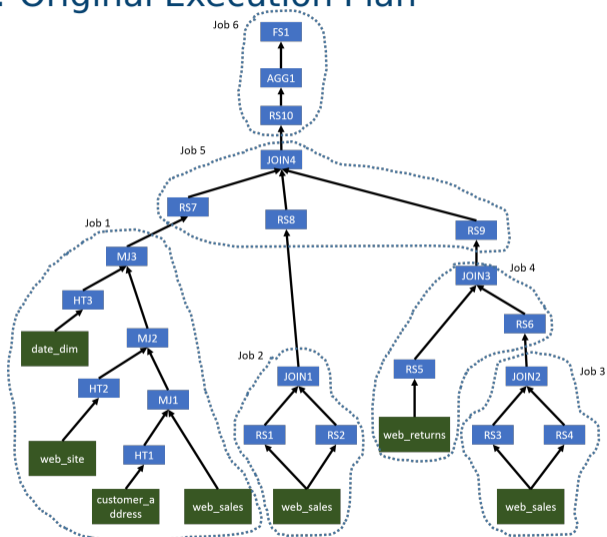 : Original Execution Plan
Job 6
FS1
AGG1
RS10
Job 5
JOIN4
RS7
RS8
RS9
Job 1
MJ3
JOIN3
Job 4
HT3
RS6
date_dim
MJ2
Job 2
RS5
HT2
JOIN1
JOIN2
Job 3
MJ1
web_site
HT1
RS1
RS2
web_returns
RS3
RS4
customer_a
ddress
web_sales
web_sales
web_sales